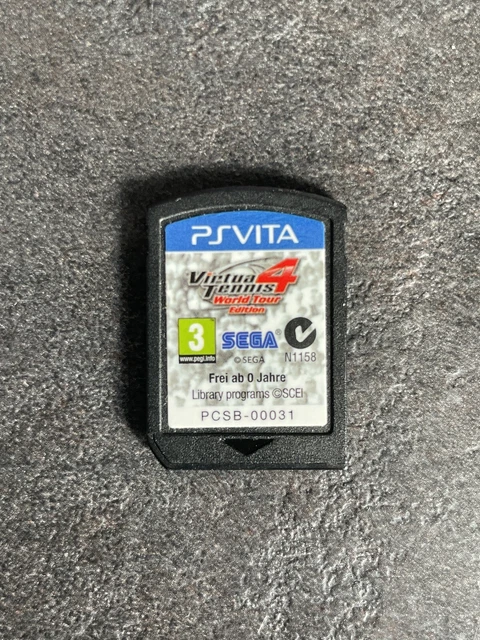 PSVITA
Virtua
Tennis 4™
World Tour
Edition
3
www.pegi.info
SEGA
©SEGA
N1158
Frei ab 0 Jahre
Library programs ©SCEI
PCSB-00031